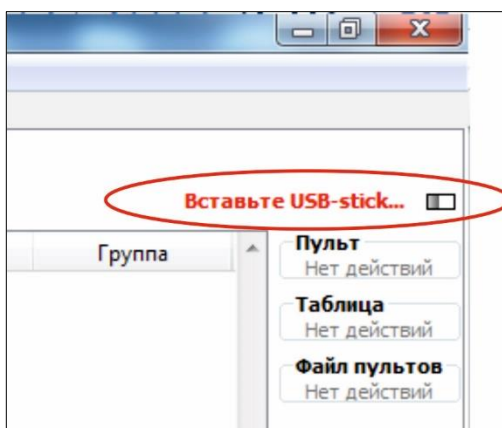 Вставьте USB-stick...
Группа
Пульт
Нет действий
Таблица
Нет действий
Файл пультов
Нет действий